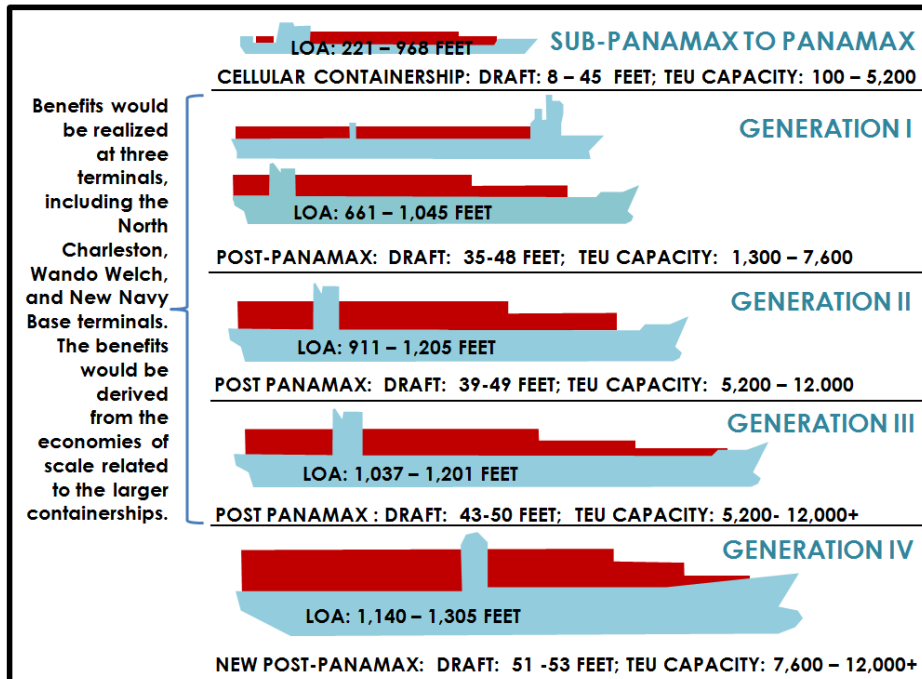 LOA: 221 – 968 FEET
SUB-PANAMAX TO PANAMAX
CELLULAR CONTAINERSHIP: DRAFT: 8 – 45 FEET; TEU CAPACITY: 100 – 5,200
Benefits would
be realized
at three
terminals,
including the
North
Charleston,
Wando Welch,
and New Navy
Base terminals.
The benefits
would be
derived
from the
economies of
scale related
to the larger
containerships.
GENERATION I
LOA: 661 – 1,045 FEET
POST-PANAMAX: DRAFT: 35-48 FEET; TEU CAPACITY: 1,300 – 7,600
GENERATION II
LOA: 911 – 1,205 FEET
POST PANAMAX: DRAFT: 39-49 FEET; TEU CAPACITY: 5,200 – 12.000
GENERATION III
LOA: 1,037 – 1,201 FEET
POST PANAMAX : DRAFT: 43-50 FEET; TEU CAPACITY: 5,200- 12,000+
GENERATION IV
LOA: 1,140 – 1,305 FEET
NEW POST-PANAMAX: DRAFT: 51 -53 FEET; TEU CAPACITY: 7,600 – 12,000+